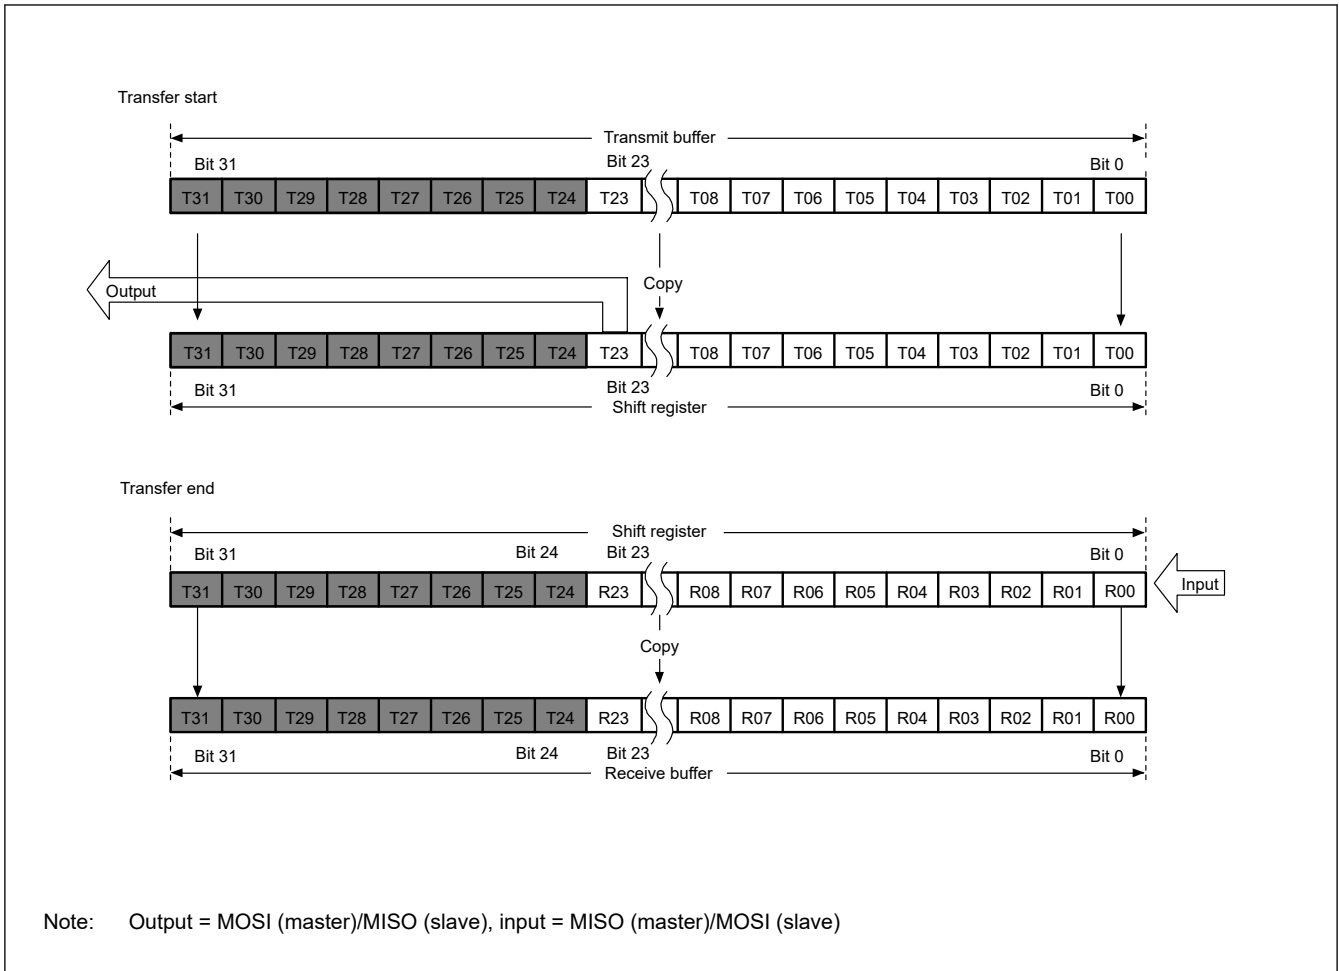 Transfer start
Transmit buffer
Bit 31 Bit 23 Bit 0
T31 T30 T29 T28 T27 T26 T25 T24 T23 T08 T07 T06 T05 T04 T03 T02 T01 T00
Output Copy
T31 T30 T29 T28 T27 T26 T25 T24 T23 T08 T07 T06 T05 T04 T03 T02 T01 T00
Bit 31 Bit 23 Bit 0
Shift register
Transfer end
Shift register
Bit 31 Bit 24 Bit 23 Bit 0
T31 T30 T29 T28 T27 T26 T25 T24 R23 R08 R07 R06 R05 R04 R03 R02 R01 R00 Input
Copy
T31 T30 T29 T28 T27 T26 T25 T24 R23 R08 R07 R06 R05 R04 R03 R02 R01 R00
Bit 31 Bit 24 Bit 23 Bit 0
Receive buffer
Note: Output = MOSI (master)/MISO (slave), input = MISO (master)/MOSI (slave)